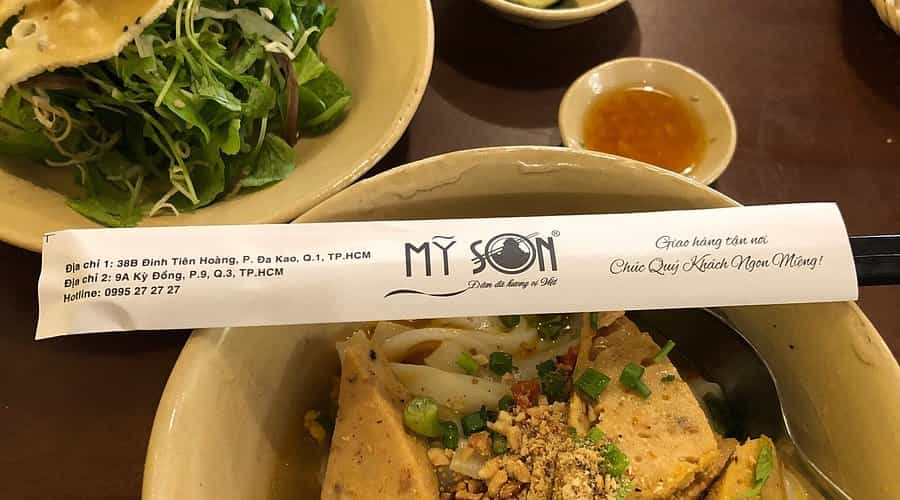 Địa chỉ 1: 38B Đinh Tiên Hoàng, P. Đa Kao, Q.1, TP.HCM
Địa chỉ 2: 9A Kỳ Đồng, P.9, Q.3, TP.HCM
Hotline: 0995 27 27 27
MỸ SƠN®
Đậm đà hương vị Việt
Giao hàng tận nơi
Chúc Quý Khách Ngon Miệng!